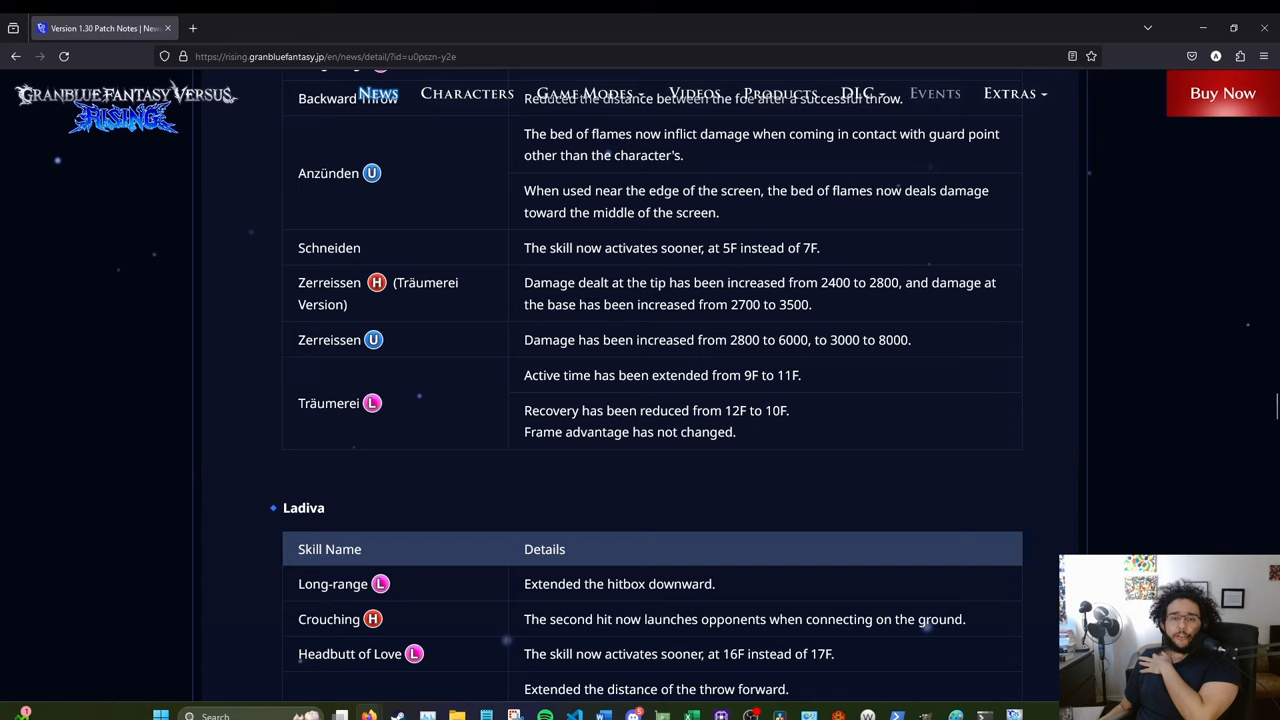 Version 1.30 Patch Notes | New
https://rising.granbluefantasy.jp/en/news/detail/?id=u0pszn-y2e
GRANBLUE FANTASY VERSUS
RISING
News
Characters
Game Modes
Videos
Products
DLC
Events
Extras
Buy Now
Backward Throw
Reduced the distance between the foe after a successful throw.
Anzünden U
The bed of flames now inflict damage when coming in contact with guard point
other than the character's.
When used near the edge of the screen, the bed of flames now deals damage
toward the middle of the screen.
Schneiden
The skill now activates sooner, at 5F instead of 7F.
Zerreissen H (Träumerei
Version)
Damage dealt at the tip has been increased from 2400 to 2800, and damage at
the base has been increased from 2700 to 3500.
Zerreissen U
Damage has been increased from 2800 to 6000, to 3000 to 8000.
Träumerei L
Active time has been extended from 9F to 11F.
Recovery has been reduced from 12F to 10F.
Frame advantage has not changed.
Ladiva
Skill Name
Details
Long-range L
Extended the hitbox downward.
Crouching H
The second hit now launches opponents when connecting on the ground.
Headbutt of Love L
The skill now activates sooner, at 16F instead of 17F.
Extended the distance of the throw forward.
Search